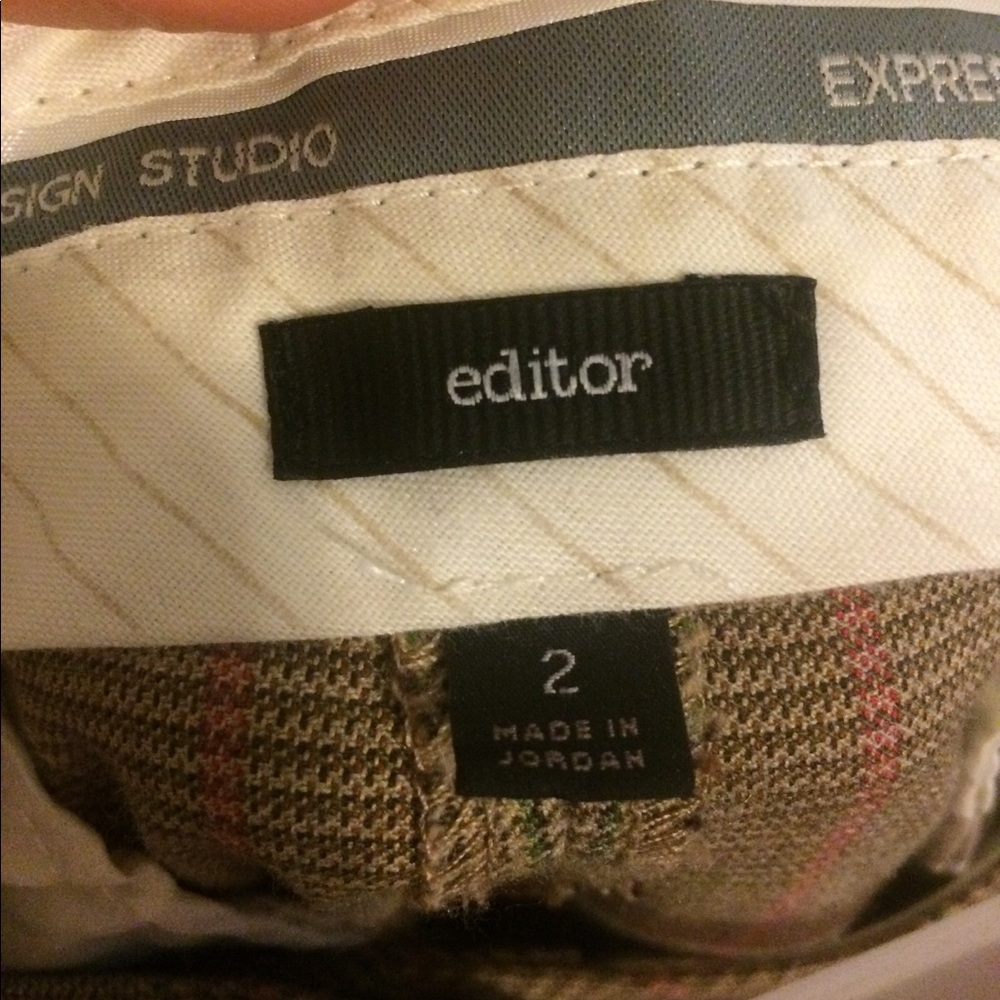 SIGN STUDIO EXPRES
editor
2
MADE IN
JORDAN